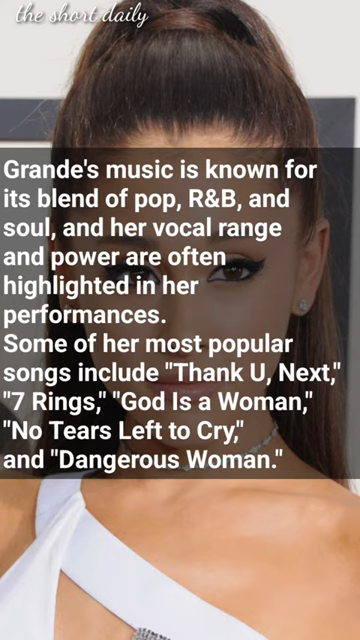 the short daily
Grande's music is known for
its blend of pop, R&B, and
soul, and her vocal range
and power are often
highlighted in her
performances.
Some of her most popular
songs include "Thank U, Next,"
"7 Rings," "God Is a Woman,"
"No Tears Left to Cry,"
and "Dangerous Woman."